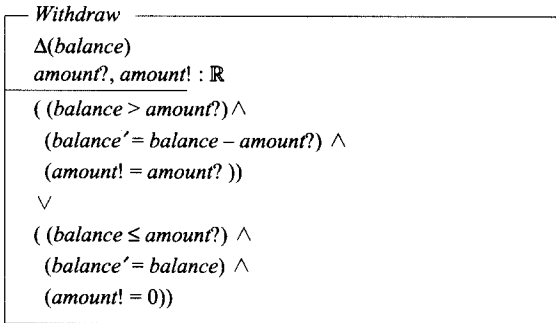 Withdraw
Δ(balance)
amount?, amount! : ℝ
( (balance > amount?) ∧
(balance′ = balance – amount?) ∧
(amount! = amount? ))
∨
( (balance ≤ amount?) ∧
(balance′ = balance) ∧
(amount! = 0))